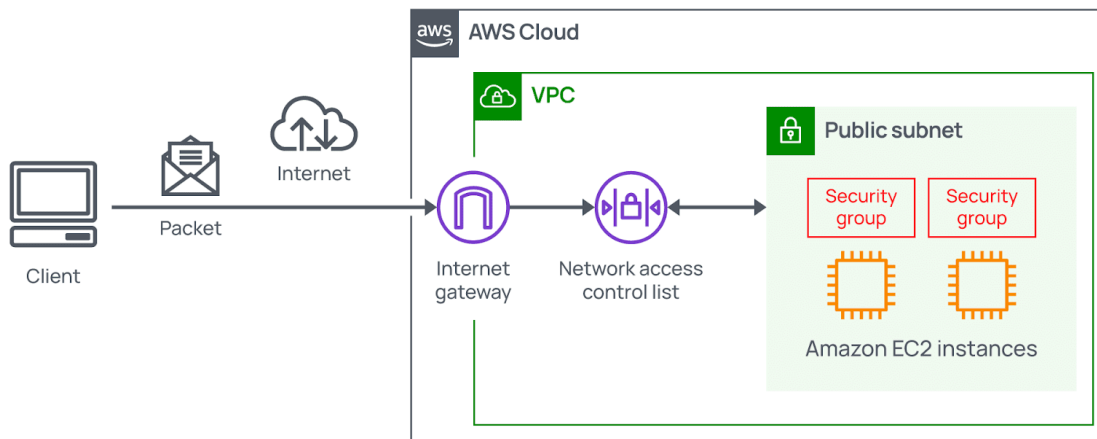 aws
AWS Cloud
VPC
Public subnet
Internet
Packet
Client
Internet
gateway
Network access
control list
Security
group
Security
group
Amazon EC2 instances